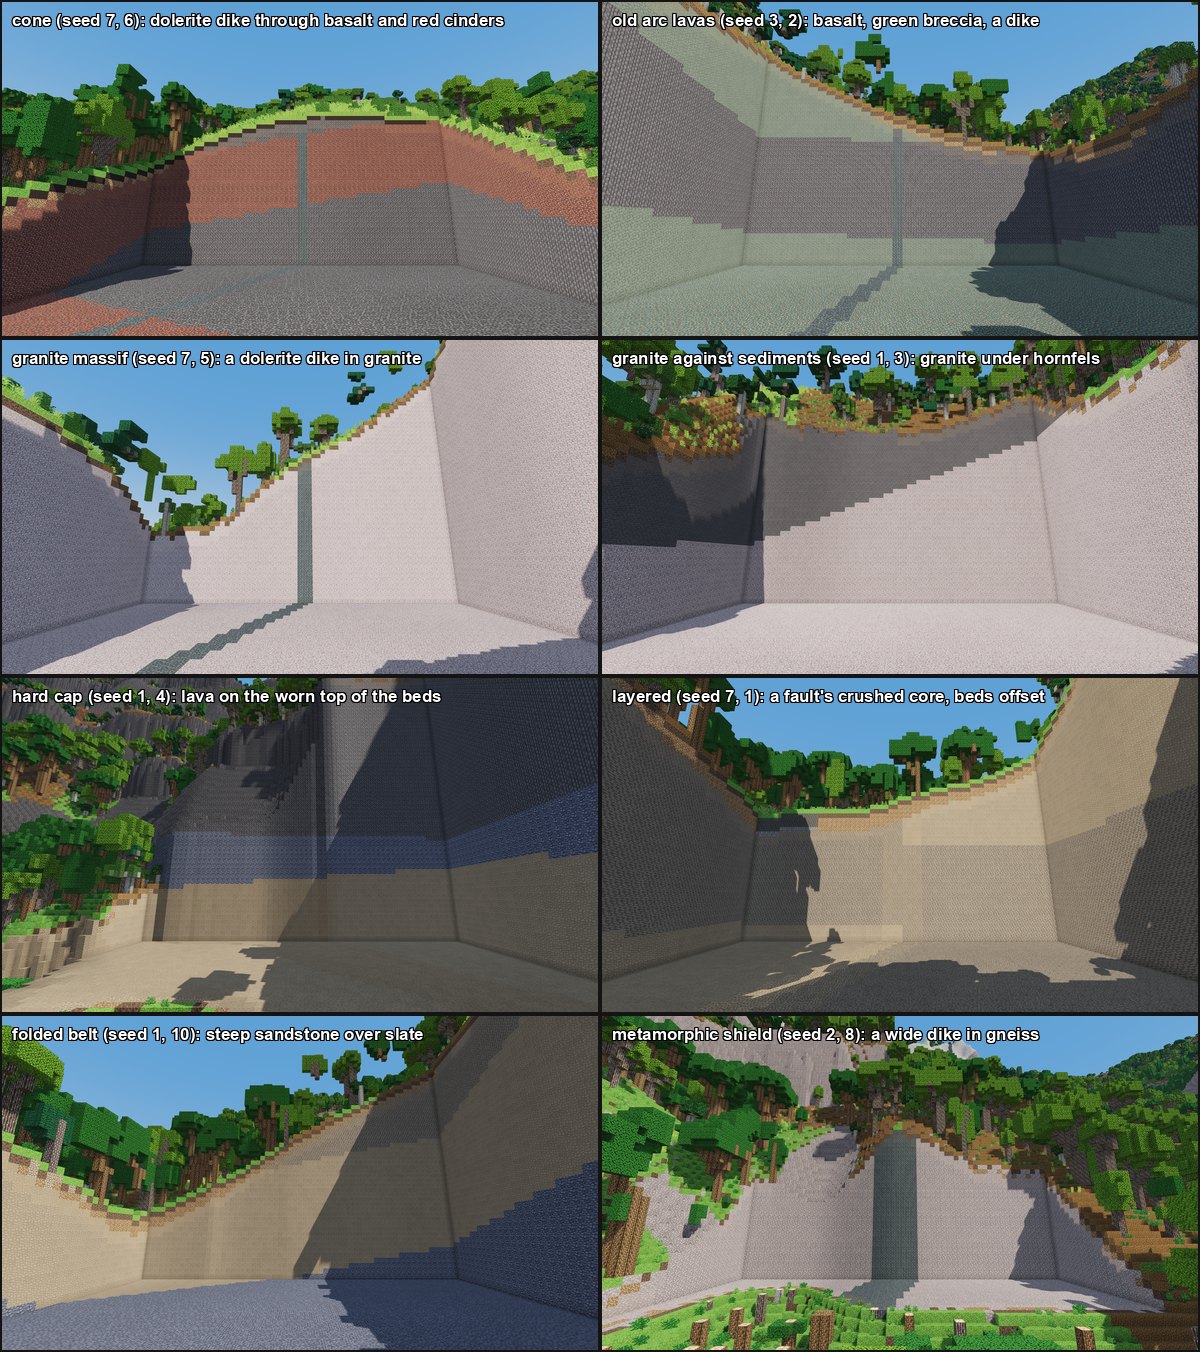 cone (seed 7, 6): dolerite dike through basalt and red cinders
old arc lavas (seed 3, 2): basalt, green breccia, a dike
granite massif (seed 7, 5): a dolerite dike in granite
granite against sediments (seed 1, 3): granite under hornfels
hard cap (seed 1, 4): lava on the worn top of the beds
layered (seed 7, 1): a fault's crushed core, beds offset
folded belt (seed 1, 10): steep sandstone over slate
metamorphic shield (seed 2, 8): a wide dike in gneiss